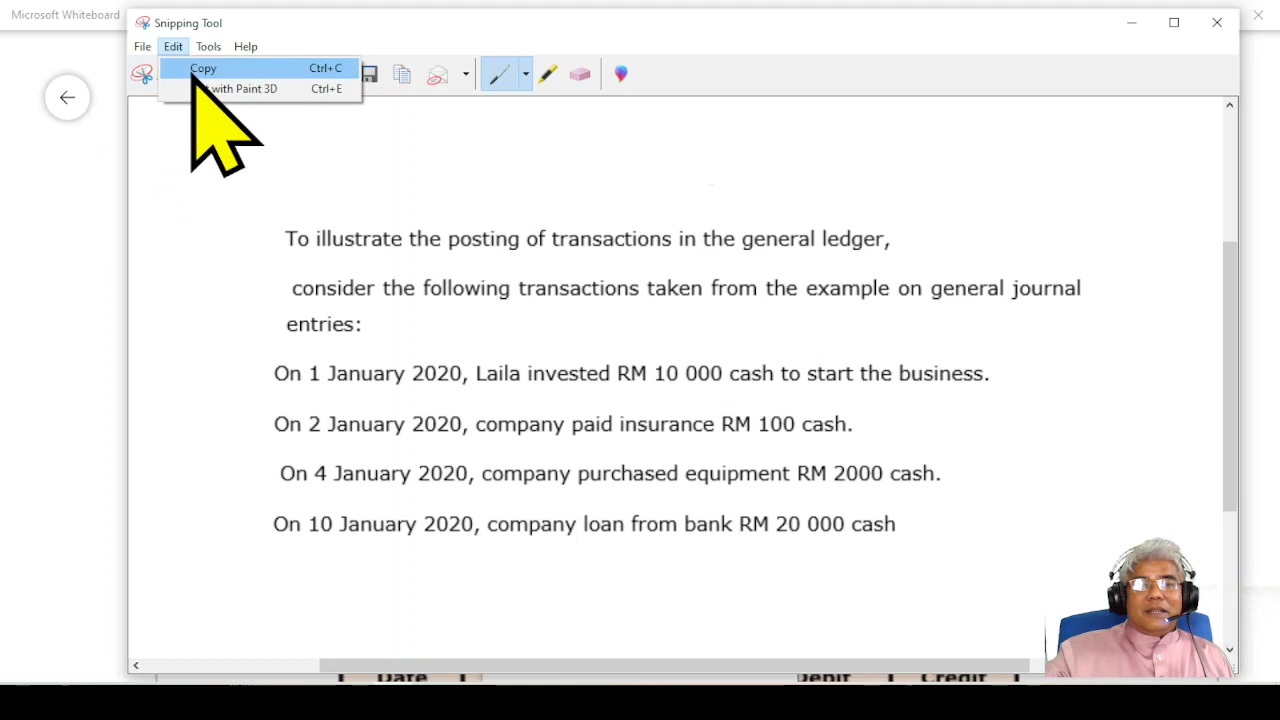 Microsoft Whiteboard
Snipping Tool
File Edit Tools Help
Copy Ctrl+C
with Paint 3D Ctrl+E
To illustrate the posting of transactions in the general ledger,
consider the following transactions taken from the example on general journal
entries:
On 1 January 2020, Laila invested RM 10 000 cash to start the business.
On 2 January 2020, company paid insurance RM 100 cash.
On 4 January 2020, company purchased equipment RM 2000 cash.
On 10 January 2020, company loan from bank RM 20 000 cash
Date Debit Credit